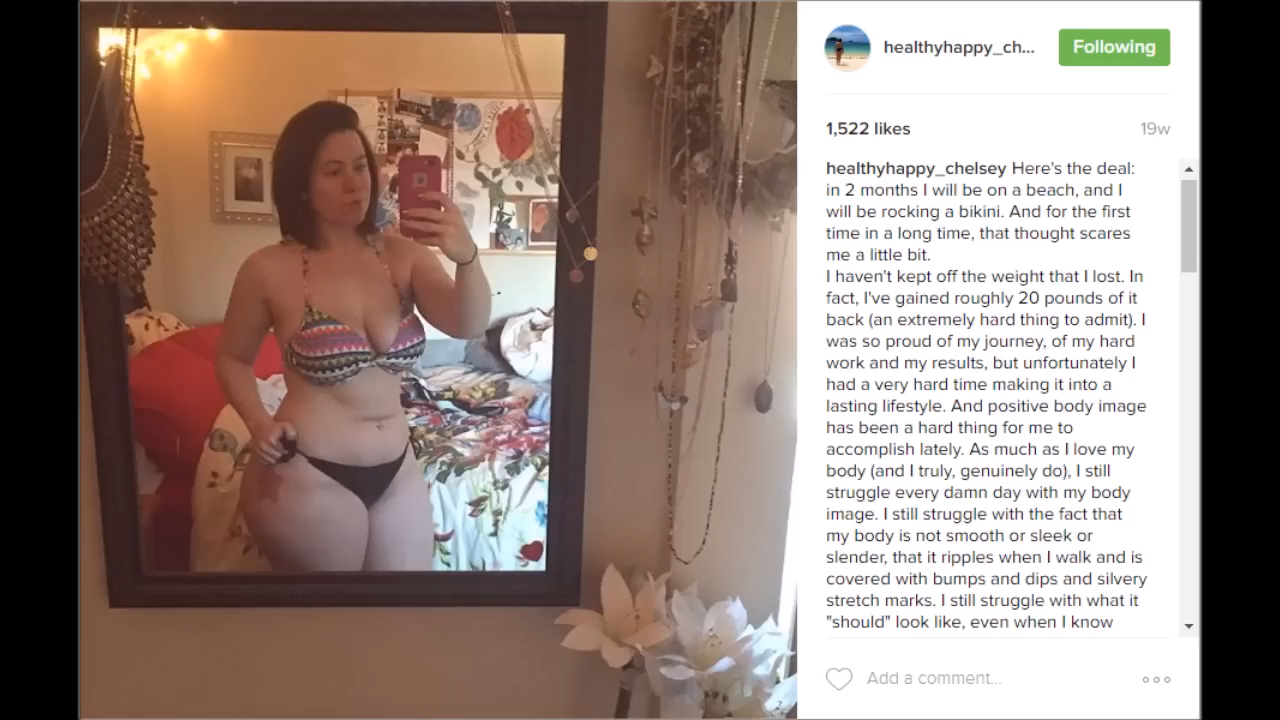 healthyhappy_ch...
Following
1,522 likes
19w
healthyhappy_chelsey Here's the deal:
in 2 months I will be on a beach, and I
will be rocking a bikini. And for the first
time in a long time, that thought scares
me a little bit.
I haven't kept off the weight that I lost. In
fact, I've gained roughly 20 pounds of it
back (an extremely hard thing to admit). I
was so proud of my journey, of my hard
work and my results, but unfortunately I
had a very hard time making it into a
lasting lifestyle. And positive body image
has been a hard thing for me to
accomplish lately. As much as I love my
body (and I truly, genuinely do), I still
struggle every damn day with my body
image. I still struggle with the fact that
my body is not smooth or sleek or
slender, that it ripples when I walk and is
covered with bumps and dips and silvery
stretch marks. I still struggle with what it
"should" look like, even when I know
Add a comment...